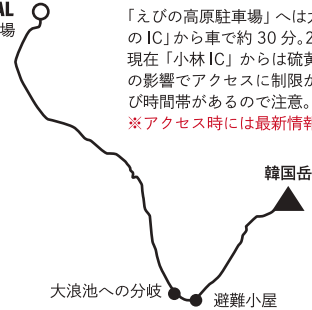 AL
場
「えびの高原駐車場」へは
の IC」から車で約 30 分。2
現在「小林 IC」からは硫
の影響でアクセスに制限
び時間帯があるので注意。
※アクセス時には最新情
韓国岳
大浪池への分岐
避難小屋